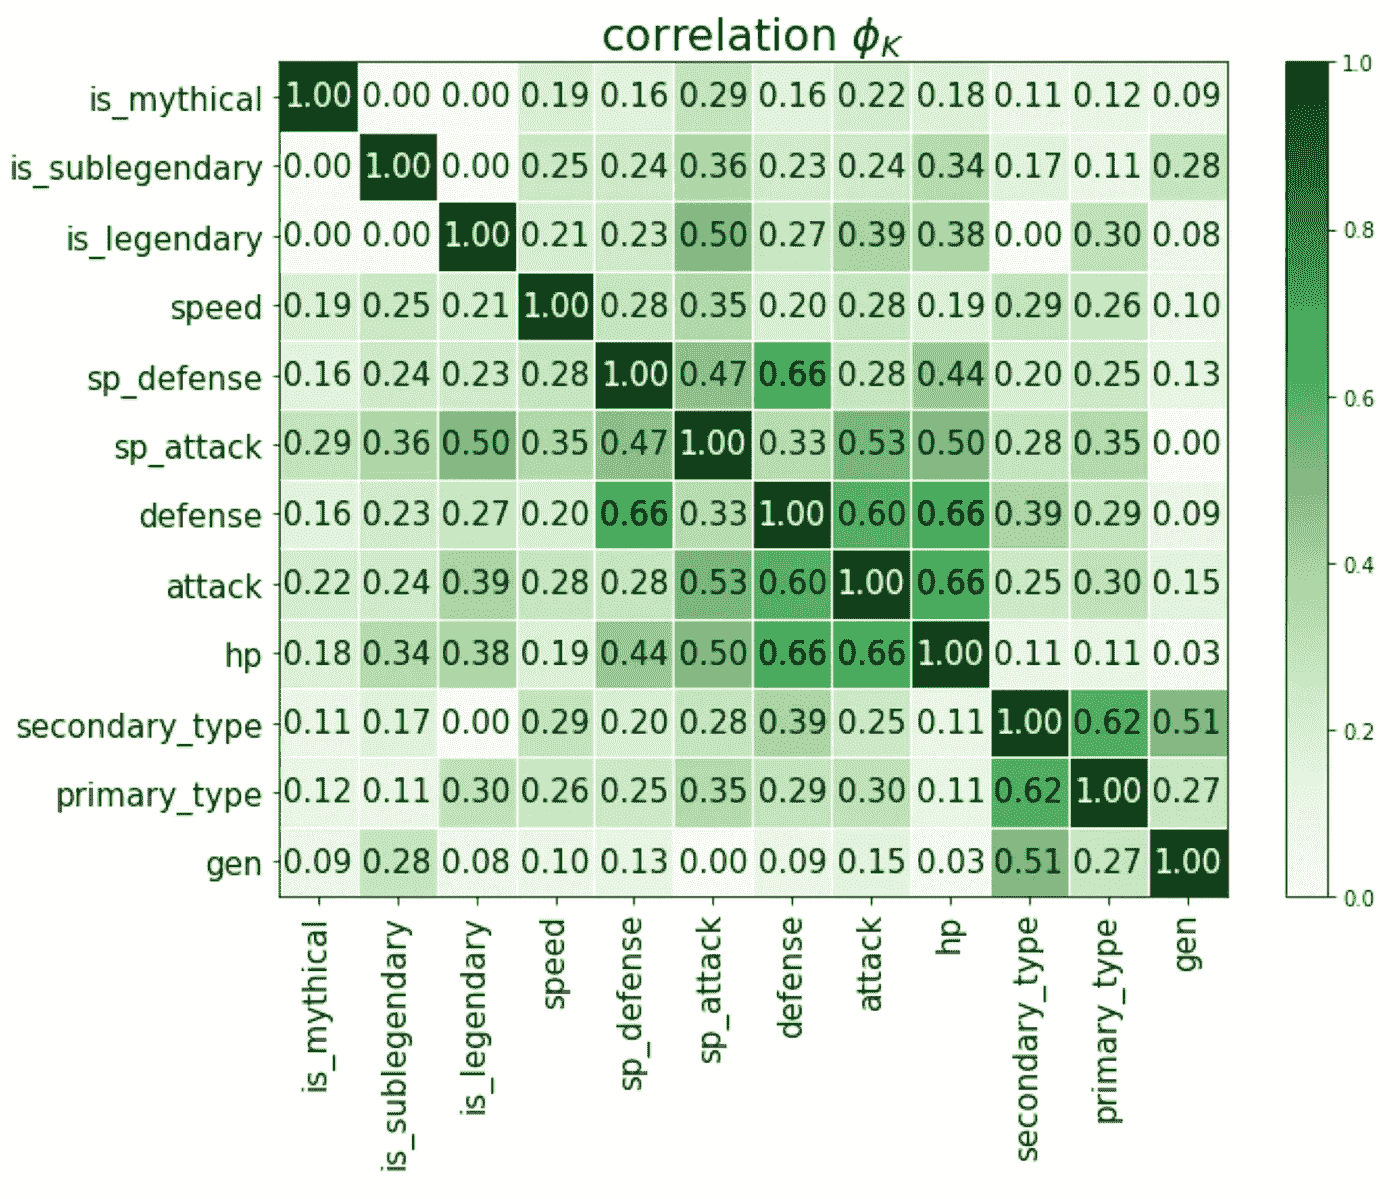 correlation ϕK
is_mythical 1.00 0.00 0.00 0.19 0.16 0.29 0.16 0.22 0.18 0.11 0.12 0.09
is_sublegendary 0.00 1.00 0.00 0.25 0.24 0.36 0.23 0.24 0.34 0.17 0.11 0.28
is_legendary 0.00 0.00 1.00 0.21 0.23 0.50 0.27 0.39 0.38 0.00 0.30 0.08
speed 0.19 0.25 0.21 1.00 0.28 0.35 0.20 0.28 0.19 0.29 0.26 0.10
sp_defense 0.16 0.24 0.23 0.28 1.00 0.47 0.66 0.28 0.44 0.20 0.25 0.13
sp_attack 0.29 0.36 0.50 0.35 0.47 1.00 0.33 0.53 0.50 0.28 0.35 0.00
defense 0.16 0.23 0.27 0.20 0.66 0.33 1.00 0.60 0.66 0.39 0.29 0.09
attack 0.22 0.24 0.39 0.28 0.28 0.53 0.60 1.00 0.66 0.25 0.30 0.15
hp 0.18 0.34 0.38 0.19 0.44 0.50 0.66 0.66 1.00 0.11 0.11 0.03
secondary_type 0.11 0.17 0.00 0.29 0.20 0.28 0.39 0.25 0.11 1.00 0.62 0.51
primary_type 0.12 0.11 0.30 0.26 0.25 0.35 0.29 0.30 0.11 0.62 1.00 0.27
gen 0.09 0.28 0.08 0.10 0.13 0.00 0.09 0.15 0.03 0.51 0.27 1.00
is_mythical
is_sublegendary
is_legendary
speed
sp_defense
sp_attack
defense
attack
hp
secondary_type
primary_type
gen
1.0
0.8
0.6
0.4
0.2
0.0